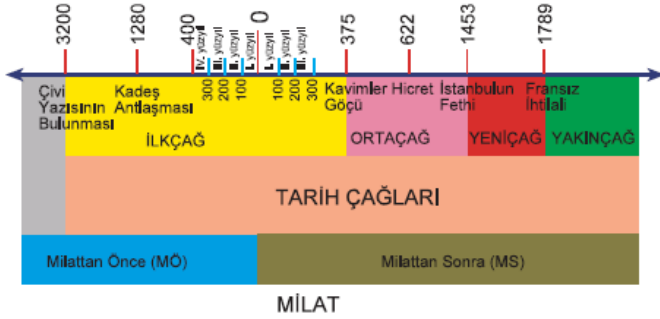 3200 1280 400 0 375 622 1453 1789
IV. yüzyıl III. yüzyıl II. yüzyıl I. yüzyıl I. yüzyıl II. yüzyıl III. yüzyıl
300 200 100 100 200 300
Çivi
Yazısının
Bulunması
Kadeş
Antlaşması
Kavimler
Göçü
Hicret
İstanbulun
Fethi
Fransız
İhtilali
İLKÇAĞ ORTAÇAĞ YENİÇAĞ YAKINÇAĞ
TARİH ÇAĞLARI
Milattan Önce (MÖ) Milattan Sonra (MS)
MİLAT